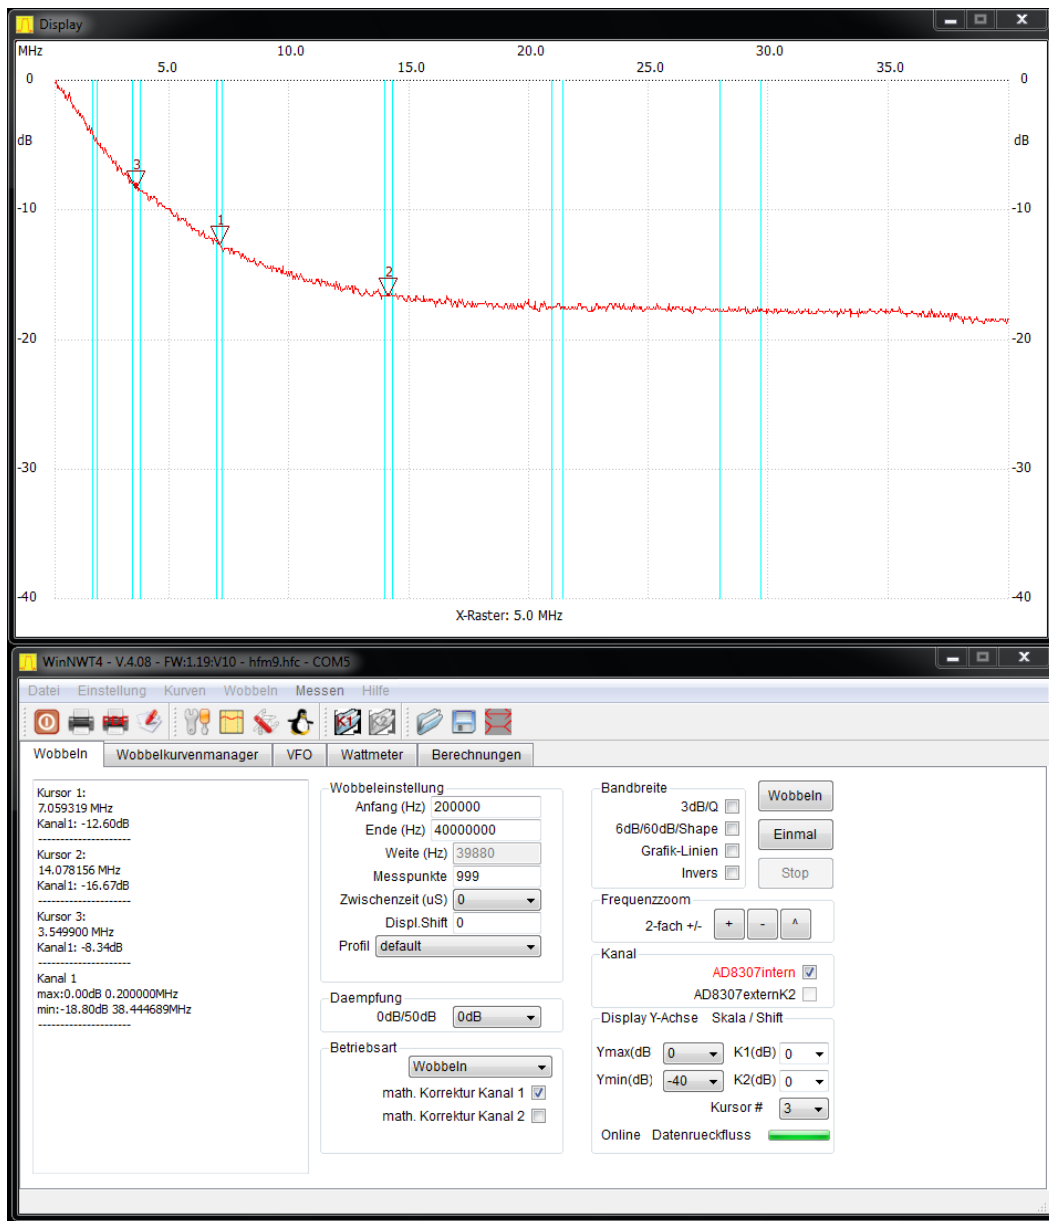 Display
MHz 10.0 20.0 30.0
5.0 15.0 25.0 35.0
0 0
dB dB
3
-10 -10
1
2
-20 -20
-30 -30
-40 -40
X-Raster: 5.0 MHz
WinNWT4 - V.4.08 - FW:1.19:V10 - hfm9.hfc - COM5
Datei Einstellung Kurven Wobbeln Messen Hilfe
PDF K1 K2
Wobbeln Wobbelkurvenmanager VFO Wattmeter Berechnungen
Kursor 1:
7.059319 MHz
Kanal1: -12.60dB
----------------------
Kursor 2:
14.078156 MHz
Kanal1: -16.67dB
----------------------
Kursor 3:
3.549900 MHz
Kanal1: -8.34dB
----------------------
Kanal 1
max:0.00dB 0.200000MHz
min:-18.80dB 38.444689MHz
----------------------
Wobbeleinstellung
Anfang (Hz) 200000
Ende (Hz) 40000000
Weite (Hz) 39880
Messpunkte 999
Zwischenzeit (uS) 0
Displ.Shift 0
Profil default
Daempfung
0dB/50dB 0dB
Betriebsart
Wobbeln
math. Korrektur Kanal 1
math. Korrektur Kanal 2
Bandbreite
3dB/Q
6dB/60dB/Shape
Grafik-Linien
Invers
Wobbeln
Einmal
Stop
Frequenzzoom
2-fach +/- + - ^
Kanal
AD8307intern
AD8307externK2
Display Y-Achse Skala / Shift
Ymax(dB 0 K1(dB) 0
Ymin(dB) -40 K2(dB) 0
Kursor # 3
Online Datenrueckfluss